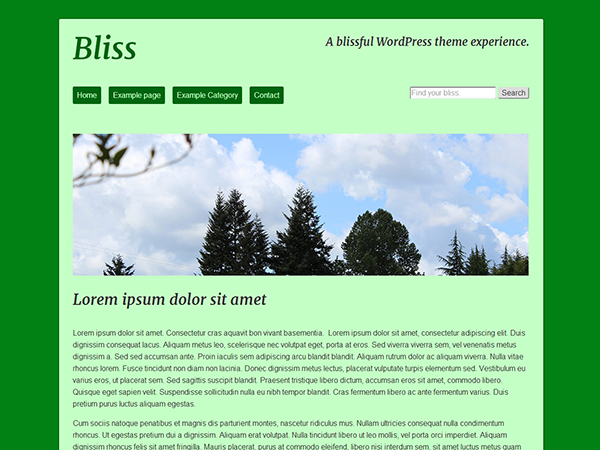 Bliss
A blissful WordPress theme experience.
Home Example page Example Category Contact
Find your bliss. Search
Lorem ipsum dolor sit amet
Lorem ipsum dolor sit amet. Consectetur cras aquavit bon vivant basementia. Lorem ipsum dolor sit amet, consectetur adipiscing elit. Duis
dignissim consequat lacus. Aliquam metus leo, scelerisque nec volutpat eget, porta at eros. Sed viverra viverra sem, vel venenatis metus
dignissim a. Sed sed accumsan ante. Proin iaculis sem adipiscing arcu blandit blandit. Aliquam rutrum dolor ac aliquam viverra. Nulla vitae
rhoncus lorem. Fusce tincidunt non diam non lacinia. Donec dignissim metus lectus, placerat vulputate turpis elementum sed. Vestibulum eu
varius eros, ut placerat sem. Sed sagittis suscipit blandit. Praesent tristique libero dictum, accumsan eros sit amet, commodo libero.
Quisque eget sapien velit. Suspendisse sollicitudin nulla eu nibh tempor blandit. Cras fermentum libero ac ante fermentum varius. Duis
pretium purus luctus aliquam egestas.
Cum sociis natoque penatibus et magnis dis parturient montes, nascetur ridiculus mus. Nullam ultricies consequat nulla condimentum
rhoncus. Ut egestas pretium dui a dignissim. Aliquam erat volutpat. Nulla tincidunt libero ut leo mollis, vel porta orci imperdiet. Aliquam
dignissim rhoncus felis sit amet fringilla. Mauris placerat, purus at commodo eleifend, libero nisi interdum sem, sit amet luctus metus quam